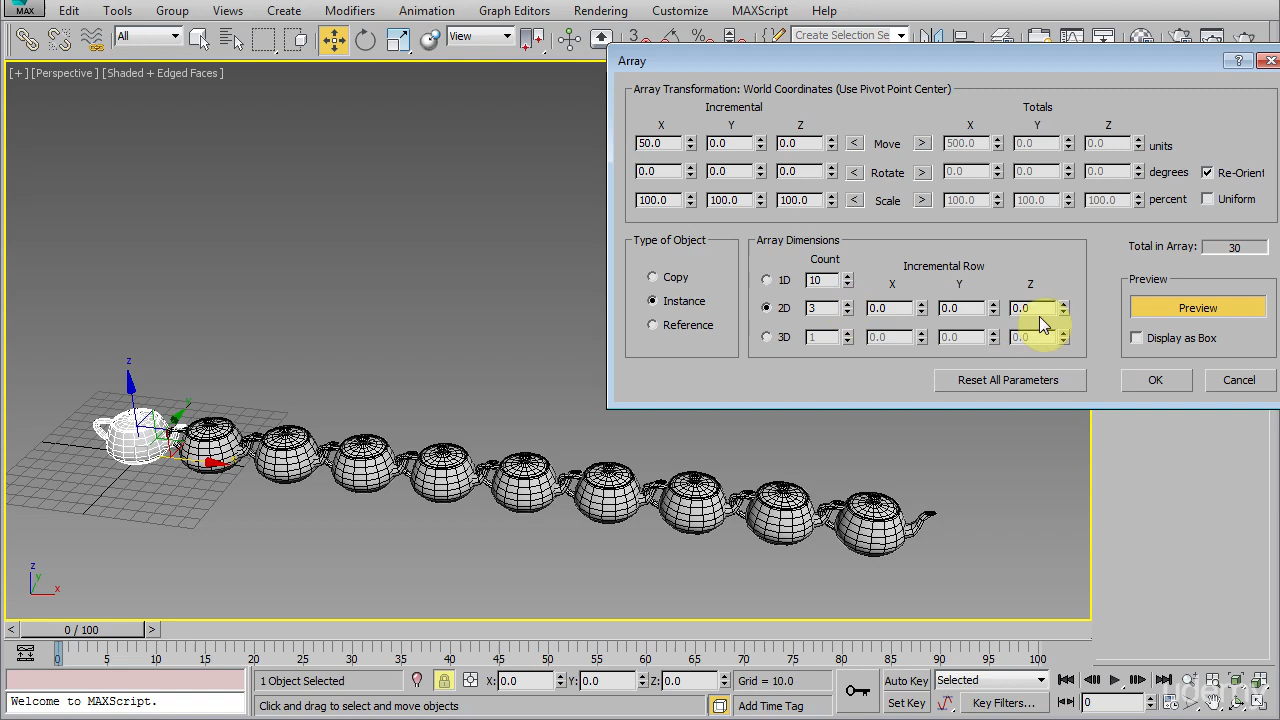 MAX Edit Tools Group Views Create Modifiers Animation Graph Editors Rendering Customize MAXScript Help
All View 3 Create Selection Se
[+][Perspective][Shaded + Edged Faces]
Array
Array Transformation: World Coordinates (Use Pivot Point Center)
Incremental Totals
X Y Z X Y Z
50.0 0.0 0.0 < Move > 500.0 0.0 0.0 units
0.0 0.0 0.0 < Rotate > 0.0 0.0 0.0 degrees Re-Orient
100.0 100.0 100.0 < Scale > 100.0 100.0 100.0 percent Uniform
Type of Object Array Dimensions Total in Array: 30
Count Incremental Row
X Y Z
Copy 1D 10 Preview
Instance 2D 3 0.0 0.0 0.0 Preview
Reference 3D 1 0.0 0.0 0.0 Display as Box
Reset All Parameters OK Cancel
z
x
z
y
x
< 0 / 100 >
0 5 10 15 20 25 30 35 40 45 50 55 60 65 70 75 80 85 90 95 100
1 Object Selected X: 0.0 Y: 0.0 Z: 0.0 Grid = 10.0 Auto Key Selected
Welcome to MAXScript. Click and drag to select and move objects Add Time Tag Set Key Key Filters... 0